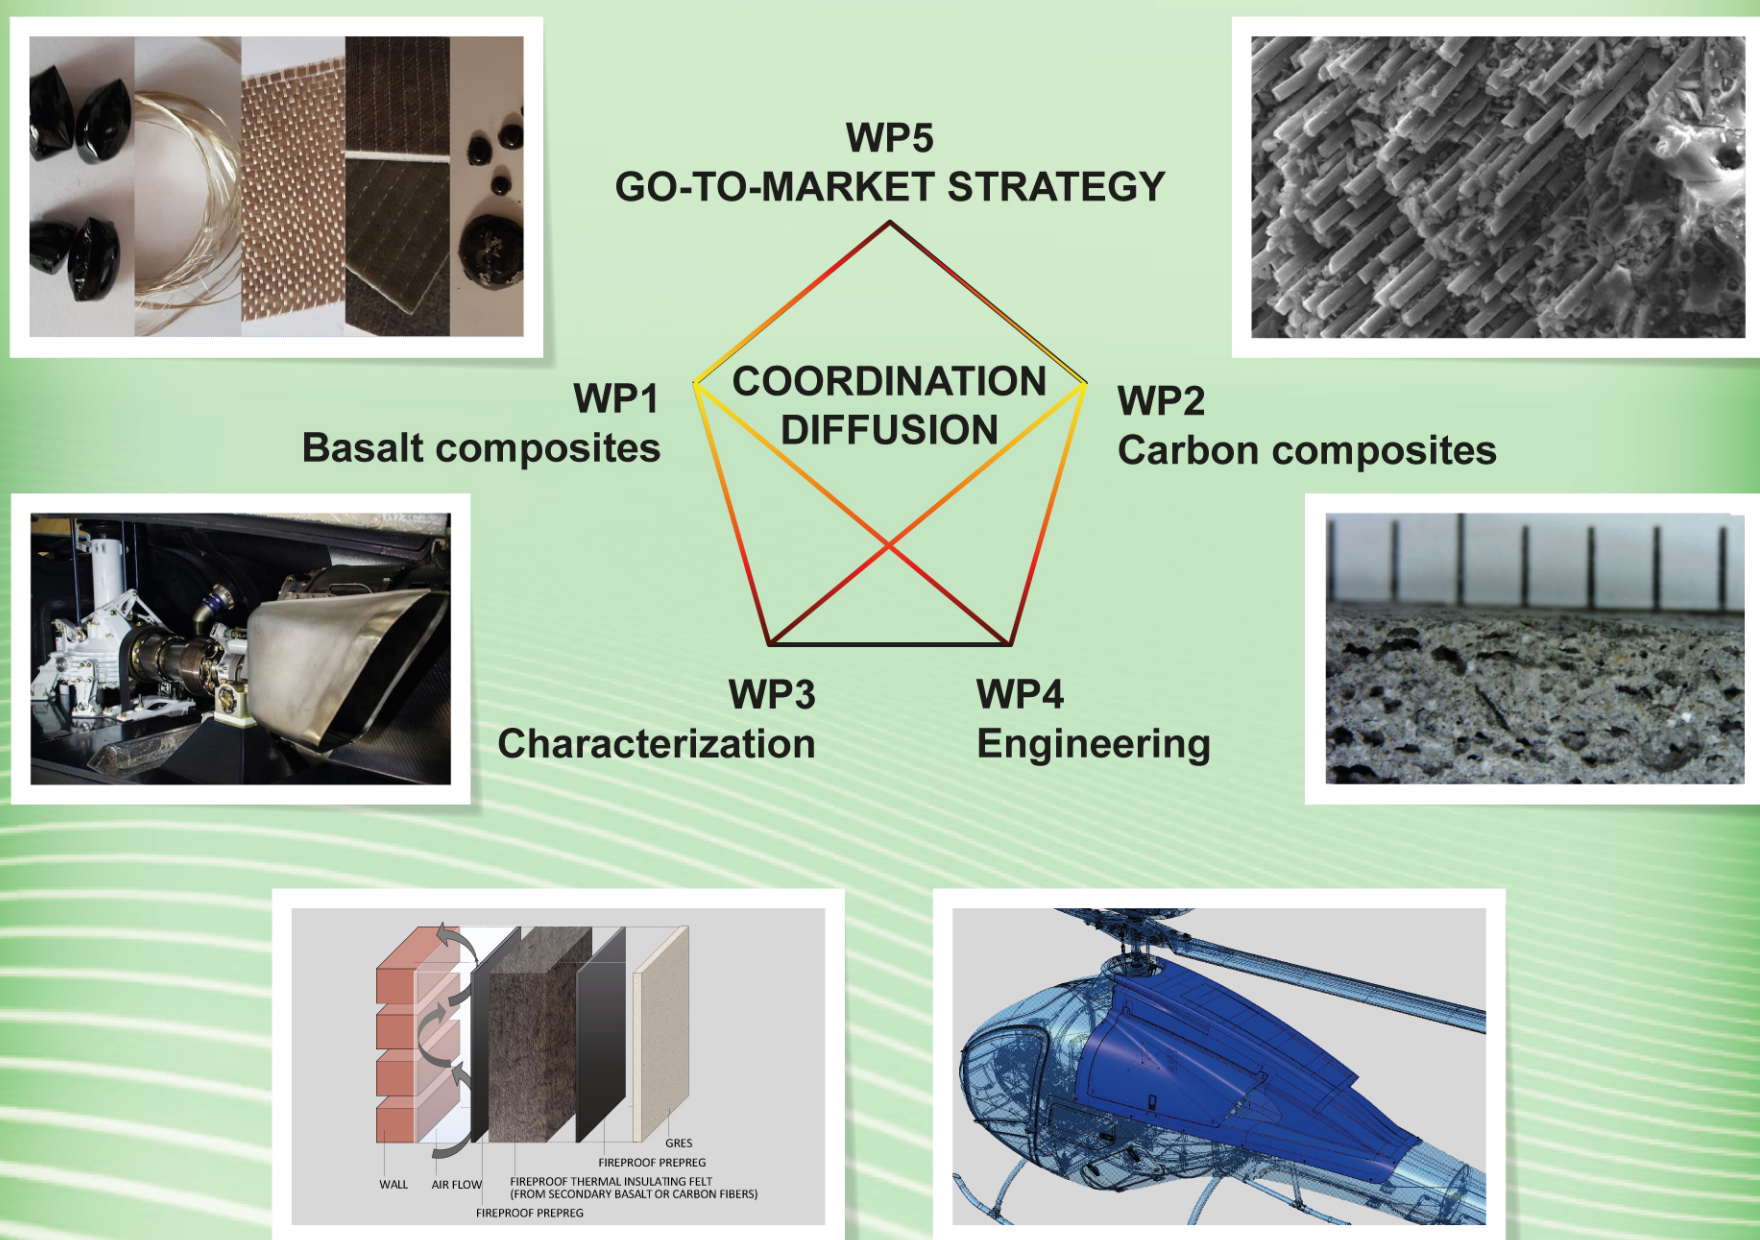 WP5
GO-TO-MARKET STRATEGY
COORDINATION
DIFFUSION
WP1
Basalt composites
WP2
Carbon composites
WP3
Characterization
WP4
Engineering
GRES
FIREPROOF PREPREG
WALL
AIR FLOW
FIREPROOF THERMAL INSULATING FELT
(FROM SECONDARY BASALT OR CARBON FIBERS)
FIREPROOF PREPREG